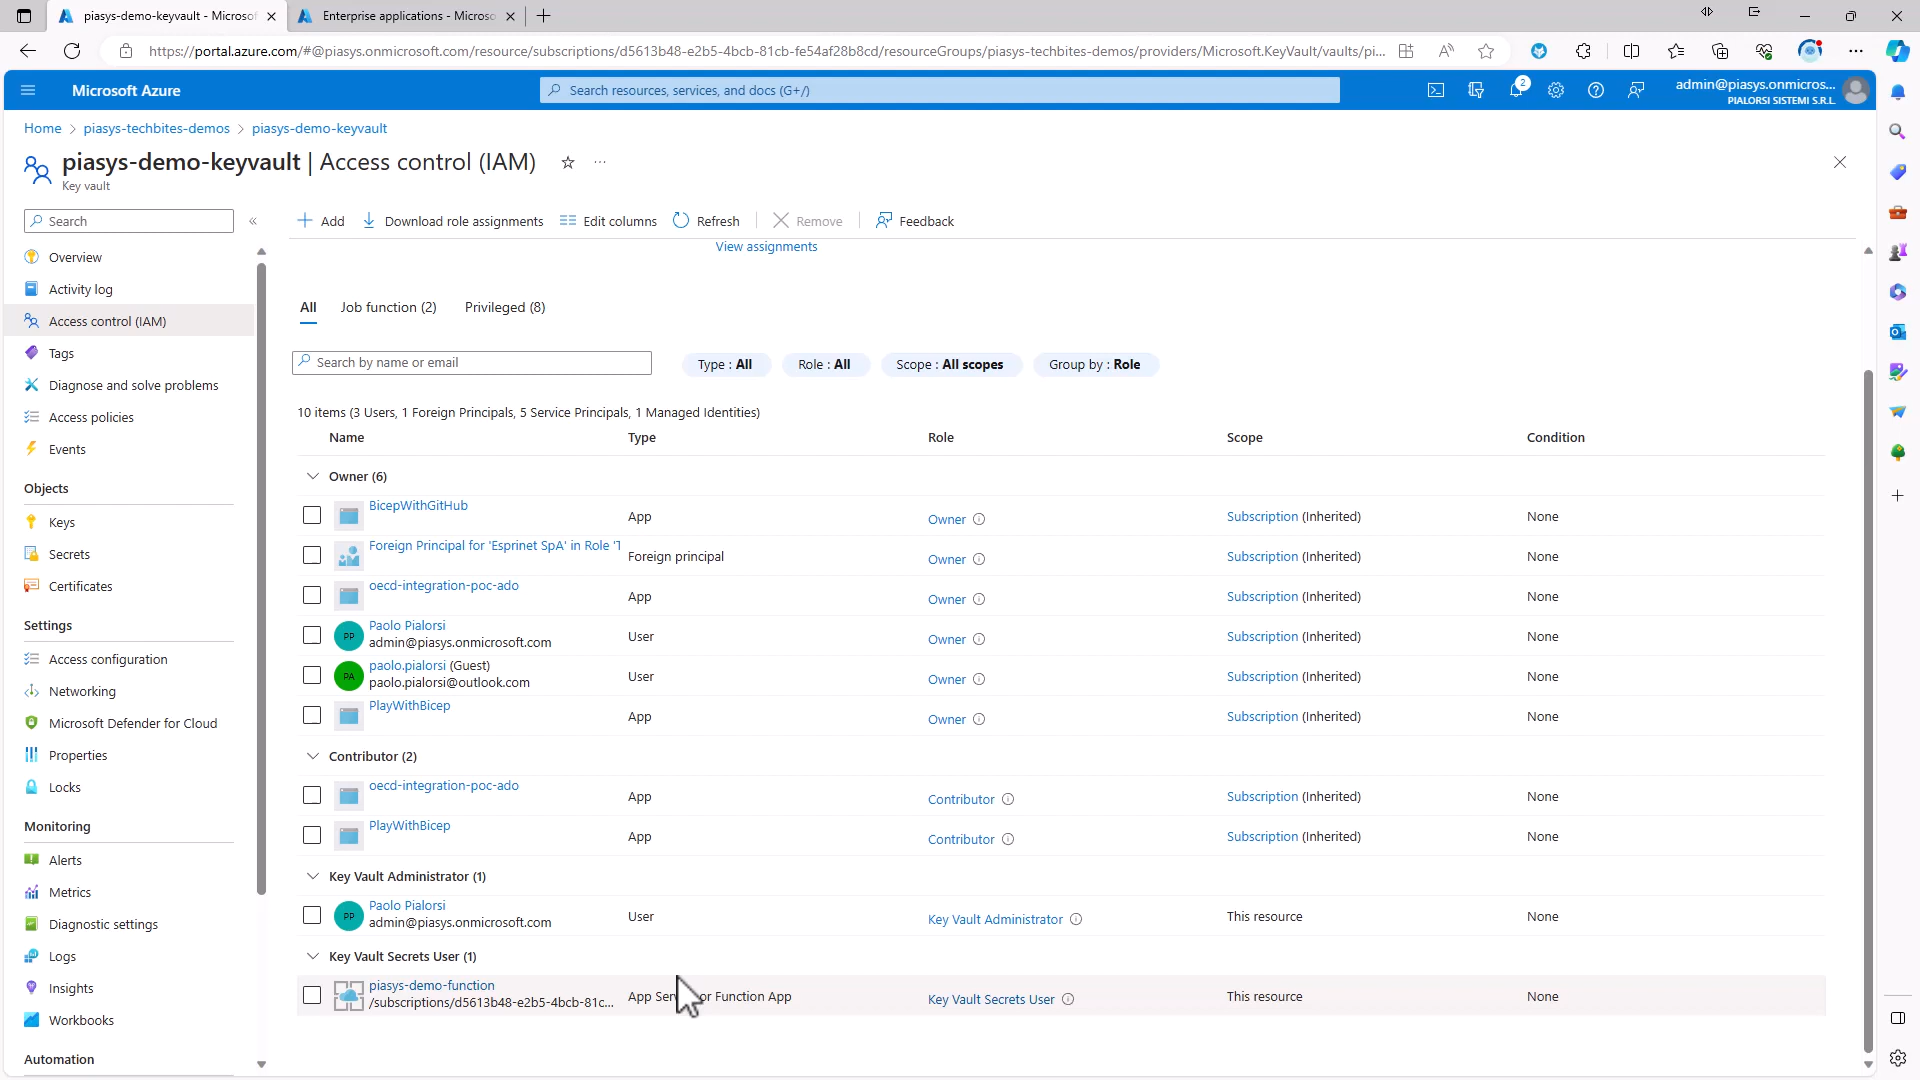 piasys-demo-keyvault - Microsof
Enterprise applications - Microso
https://portal.azure.com/#@piasys.onmicrosoft.com/resource/subscriptions/d5613b48-e2b5-4bcb-81cb-fe54af28b8cd/resourceGroups/piasys-techbites-demos/providers/Microsoft.KeyVault/vaults/pi...
Microsoft Azure
Search resources, services, and docs (G+/)
2
admin@piasys.onmicros...
PIALORSI SISTEMI S.R.L.
Home > piasys-techbites-demos > piasys-demo-keyvault
piasys-demo-keyvault | Access control (IAM)
Key vault
Search
Add
Download role assignments
Edit columns
Refresh
Remove
Feedback
View assignments
Overview
Activity log
Access control (IAM)
Tags
Diagnose and solve problems
Access policies
Events
Objects
Keys
Secrets
Certificates
Settings
Access configuration
Networking
Microsoft Defender for Cloud
Properties
Locks
Monitoring
Alerts
Metrics
Diagnostic settings
Logs
Insights
Workbooks
Automation
All
Job function (2)
Privileged (8)
Search by name or email
Type : All
Role : All
Scope : All scopes
Group by : Role
10 items (3 Users, 1 Foreign Principals, 5 Service Principals, 1 Managed Identities)
Name Type Role Scope Condition
Owner (6)
BicepWithGitHub App Owner Subscription (Inherited) None
Foreign Principal for 'Esprinet SpA' in Role 'T Foreign principal Owner Subscription (Inherited) None
oecd-integration-poc-ado App Owner Subscription (Inherited) None
PP Paolo Pialorsi User Owner Subscription (Inherited) None
admin@piasys.onmicrosoft.com
PA paolo.pialorsi (Guest) User Owner Subscription (Inherited) None
paolo.pialorsi@outlook.com
PlayWithBicep App Owner Subscription (Inherited) None
Contributor (2)
oecd-integration-poc-ado App Contributor Subscription (Inherited) None
PlayWithBicep App Contributor Subscription (Inherited) None
Key Vault Administrator (1)
PP Paolo Pialorsi User Key Vault Administrator This resource None
admin@piasys.onmicrosoft.com
Key Vault Secrets User (1)
piasys-demo-function App Ser or Function App Key Vault Secrets User This resource None
/subscriptions/d5613b48-e2b5-4bcb-81c...